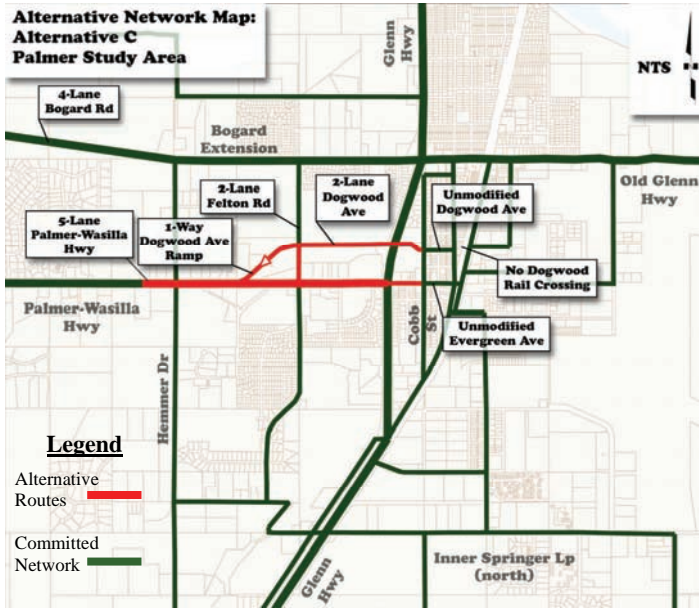 Alternative Network Map:
Alternative C
Palmer Study Area
Glenn
Hwy
NTS
4-Lane
Bogard Rd
Bogard
Extension
2-Lane
Felton Rd
2-Lane
Dogwood
Ave
Unmodified
Dogwood Ave
Old Glenn
Hwy
5-Lane
Palmer-Wasilla
Hwy
1-Way
Dogwood Ave
Ramp
No Dogwood
Rail Crossing
Palmer-Wasilla
Hwy
Cobb
St
Unmodified
Evergreen Ave
Hemmer Dr
Legend
Alternative
Routes
Committed
Network
Glenn
Hwy
Inner Springer Lp
(north)